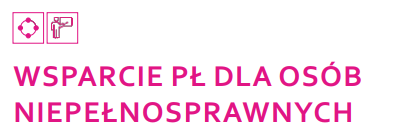 WSPARCIE PŁ DLA OSÓB
NIEPEŁNOSPRAWNYCH